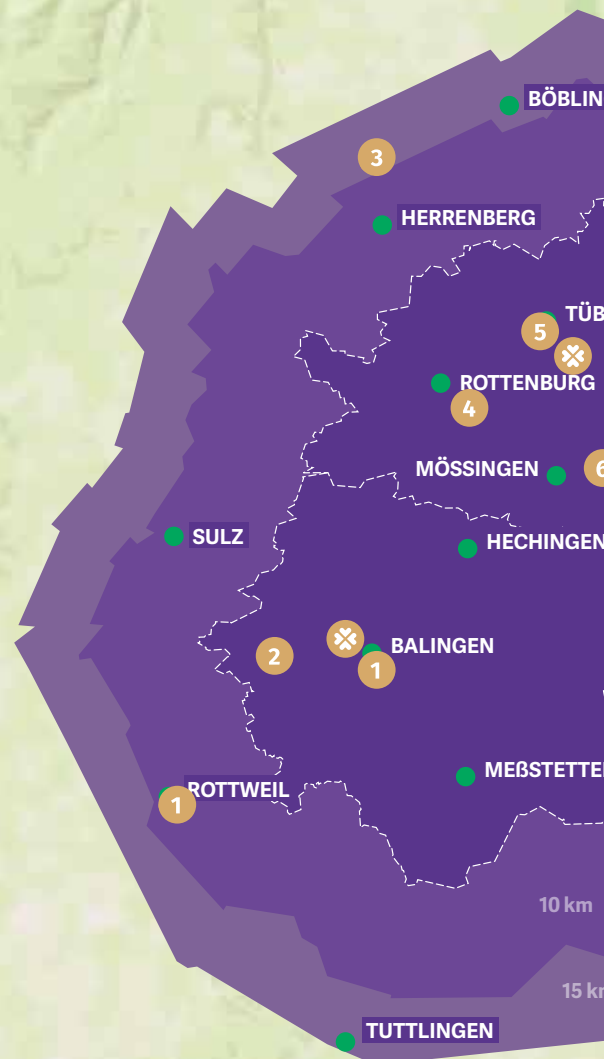 BÖBLIN
3
HERRENBERG
TÜB
5
ROTTENBURG
4
MÖSSINGEN
6
SULZ
HECHINGEN
BALINGEN
2
1
MEßSTETTE
ROTTWEIL
1
10 km
15 km
TUTTLINGEN